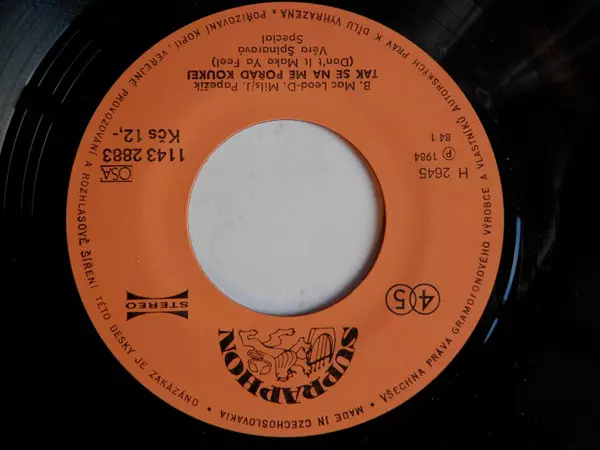 SUPRAPHON
STEREO
45
OSA
1143 2883
Kčs 12,-
H 2645
Ⓟ 1984
84 1
B. Mac Leod-D. Mils/J. Papežík
TAK SE NA MĚ POŘÁD KOUKEJ
(Don't It Make Ya Feel)
Věra Špinarová
Special
MADE IN CZECHOSLOVAKIA • VŠECHNA PRÁVA GRAMOFONOVÉHO VÝROBCE A VLASTNÍKŮ AUTORSKÝCH PRÁV K DÍLU VYHRAZENA • POŘIZOVÁNÍ KOPIÍ, VEŘEJNÉ PROVOZOVÁNÍ A ROZHLASOVÉ ŠÍŘENÍ TÉTO DESKY JE ZAKÁZÁNO •